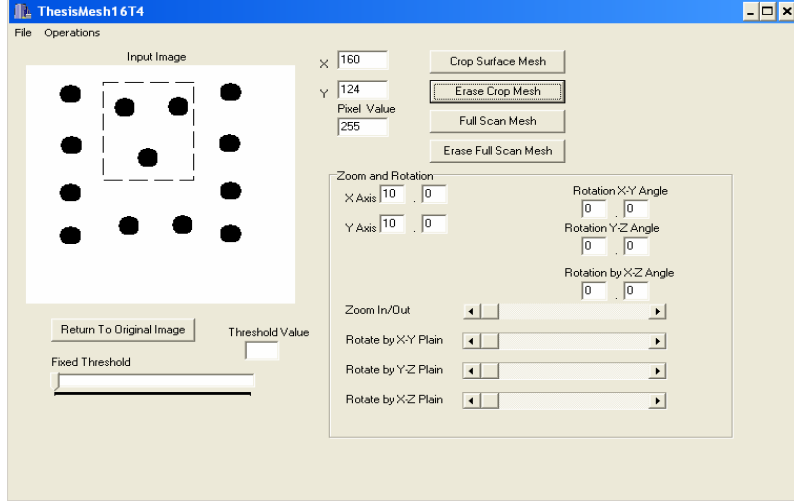 ThesisMesh16T4
File Operations
Input Image
X 160
Y 124
Pixel Value
255
Crop Surface Mesh
Erase Crop Mesh
Full Scan Mesh
Erase Full Scan Mesh
Zoom and Rotation
X Axis 10 . 0
Y Axis 10 . 0
Rotation X-Y Angle
0 . 0
Rotation Y-Z Angle
0 . 0
Rotation by X-Z Angle
0 . 0
Zoom In/Out
Rotate by X-Y Plain
Rotate by Y-Z Plain
Rotate by X-Z Plain
Return To Original Image
Threshold Value
Fixed Threshold